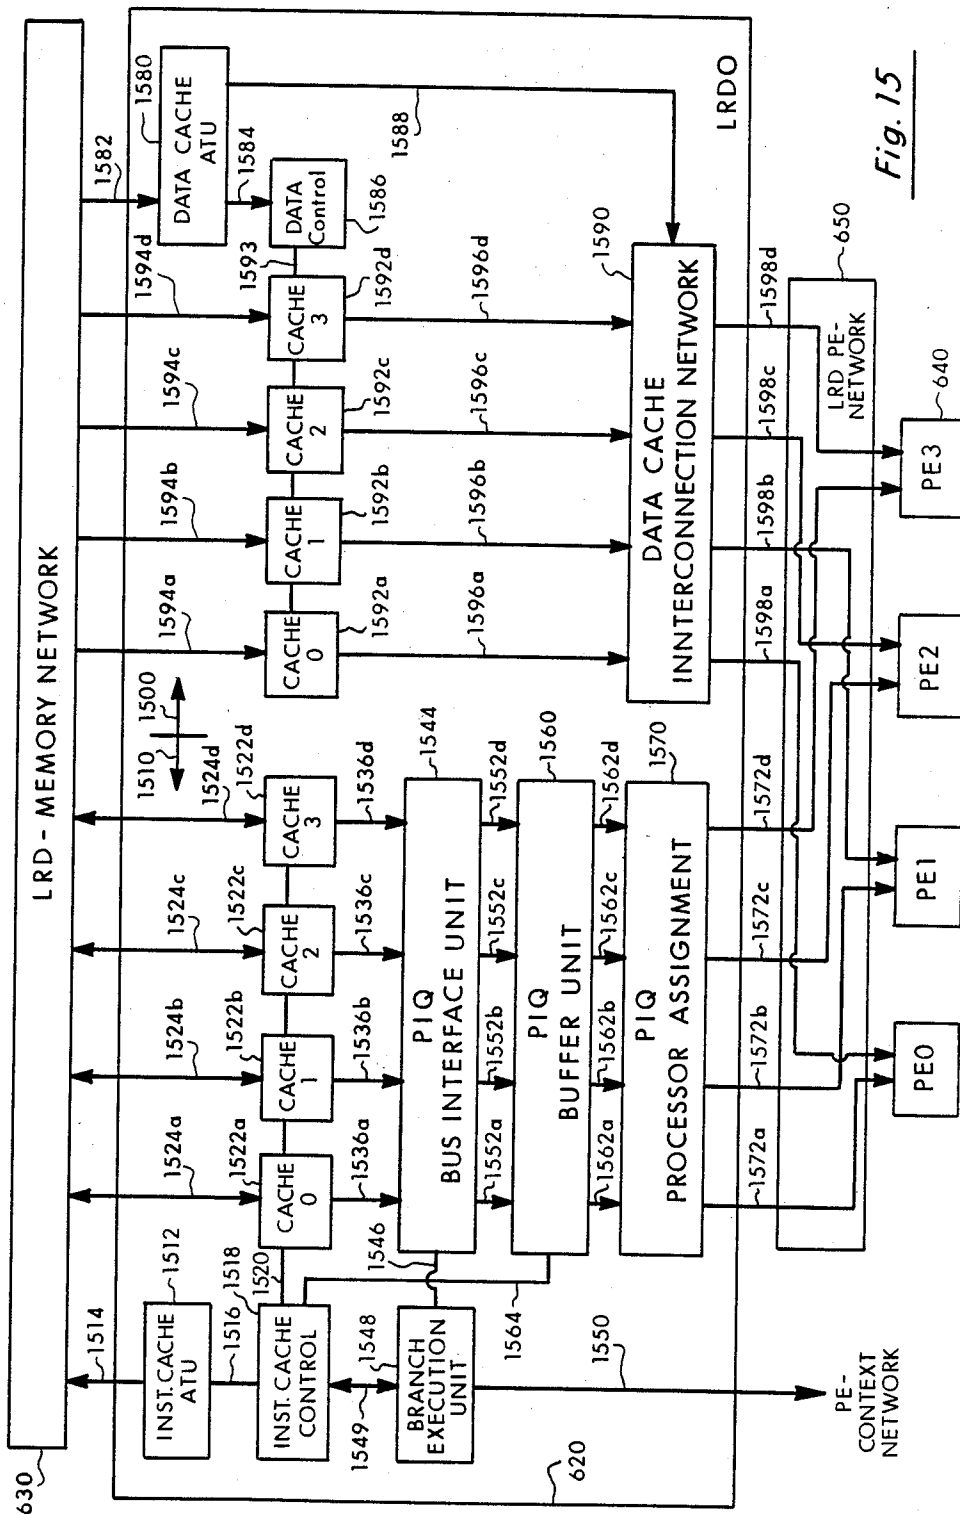 630
LRD - MEMORY NETWORK
1514
INST. CACHE
ATU
1512
1516
1518
1520
INST. CACHE
CONTROL
1549
1548
BRANCH
EXECUTION
UNIT
1546
1564
1550
PE-
CONTEXT
NETWORK
620
1524a
1524b
1524c
1524d
1522a
1522b
1522c
1522d
CACHE
0
CACHE
1
CACHE
2
CACHE
3
1536a
1536b
1536c
1536d
1510
1500
PIQ
BUS INTERFACE UNIT
1544
1552a
1552b
1552c
1552d
PIQ
BUFFER UNIT
1560
1562a
1562b
1562c
1562d
PIQ
PROCESSOR ASSIGNMENT
1570
1572a
1572b
1572c
1572d
1594a
1594b
1594c
1594d
1582
DATA CACHE
ATU
1580
1584
1588
CACHE
0
CACHE
1
CACHE
2
CACHE
3
1593
DATA
Control
1586
1592a
1592b
1592c
1592d
1596a
1596b
1596c
1596d
DATA CACHE
INNTERCONNECTION NETWORK
1590
LRDO
1598a
1598b
1598c
1598d
LRD PE-
NETWORK
650
PE0
PE1
PE2
PE3
640
Fig. 15